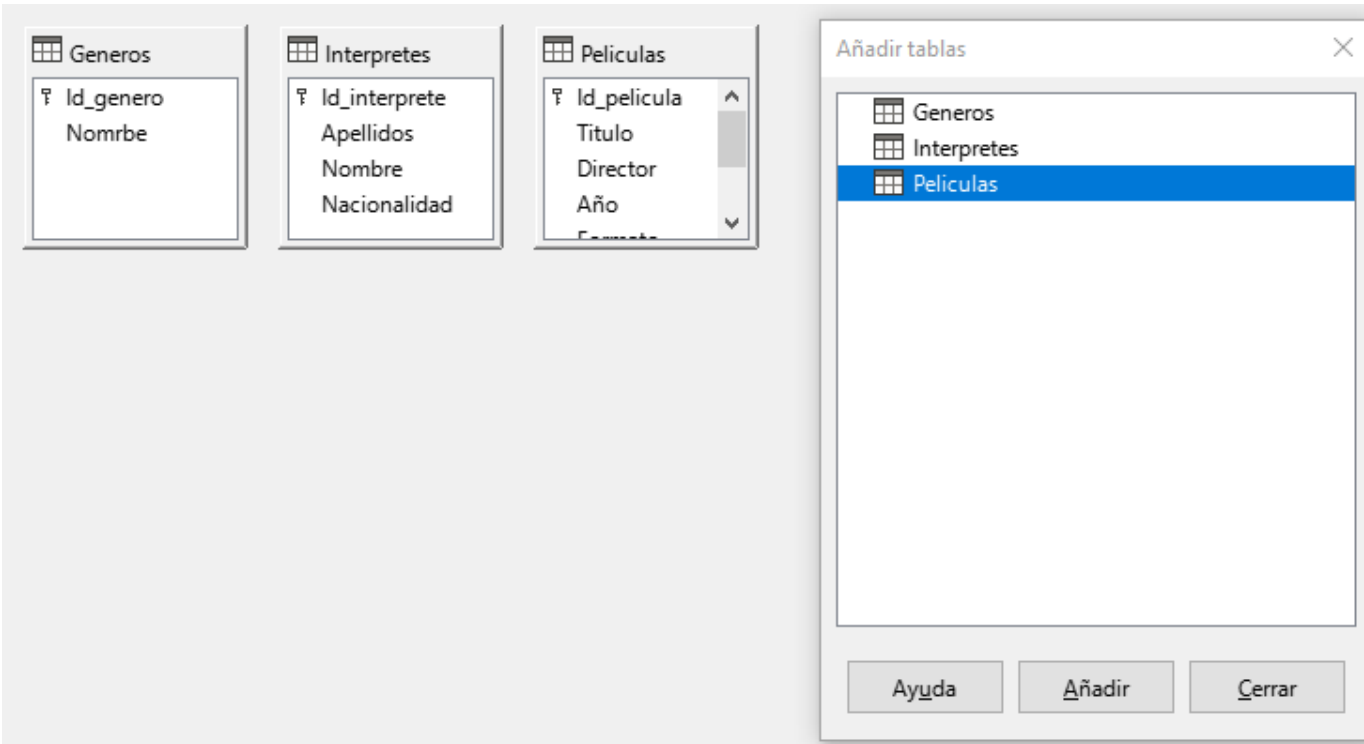 Generos
Id_genero
Nomrbe
Interpretes
Id_interprete
Apellidos
Nombre
Nacionalidad
Peliculas
Id_pelicula
Titulo
Director
Año
Añadir tablas
Generos
Interpretes
Peliculas
Ayuda
Añadir
Cerrar